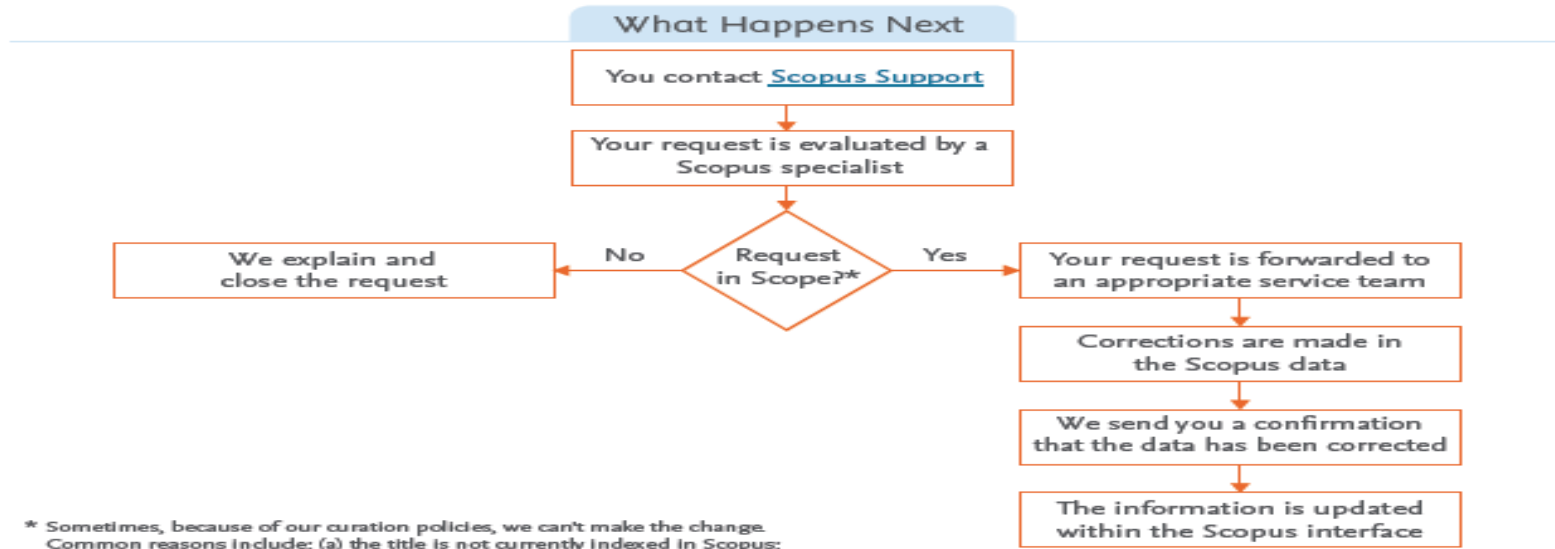 What Happens Next
You contact Scopus Support
Your request is evaluated by a
Scopus specialist
Request
in Scope?*
No
We explain and
close the request
Yes
Your request is forwarded to
an appropriate service team
Corrections are made in
the Scopus data
We send you a confirmation
that the data has been corrected
The information is updated
within the Scopus interface
* Sometimes, because of our curation policies, we can't make the change.
Common reasons include: (a) the title is not currently indexed in Scopus;